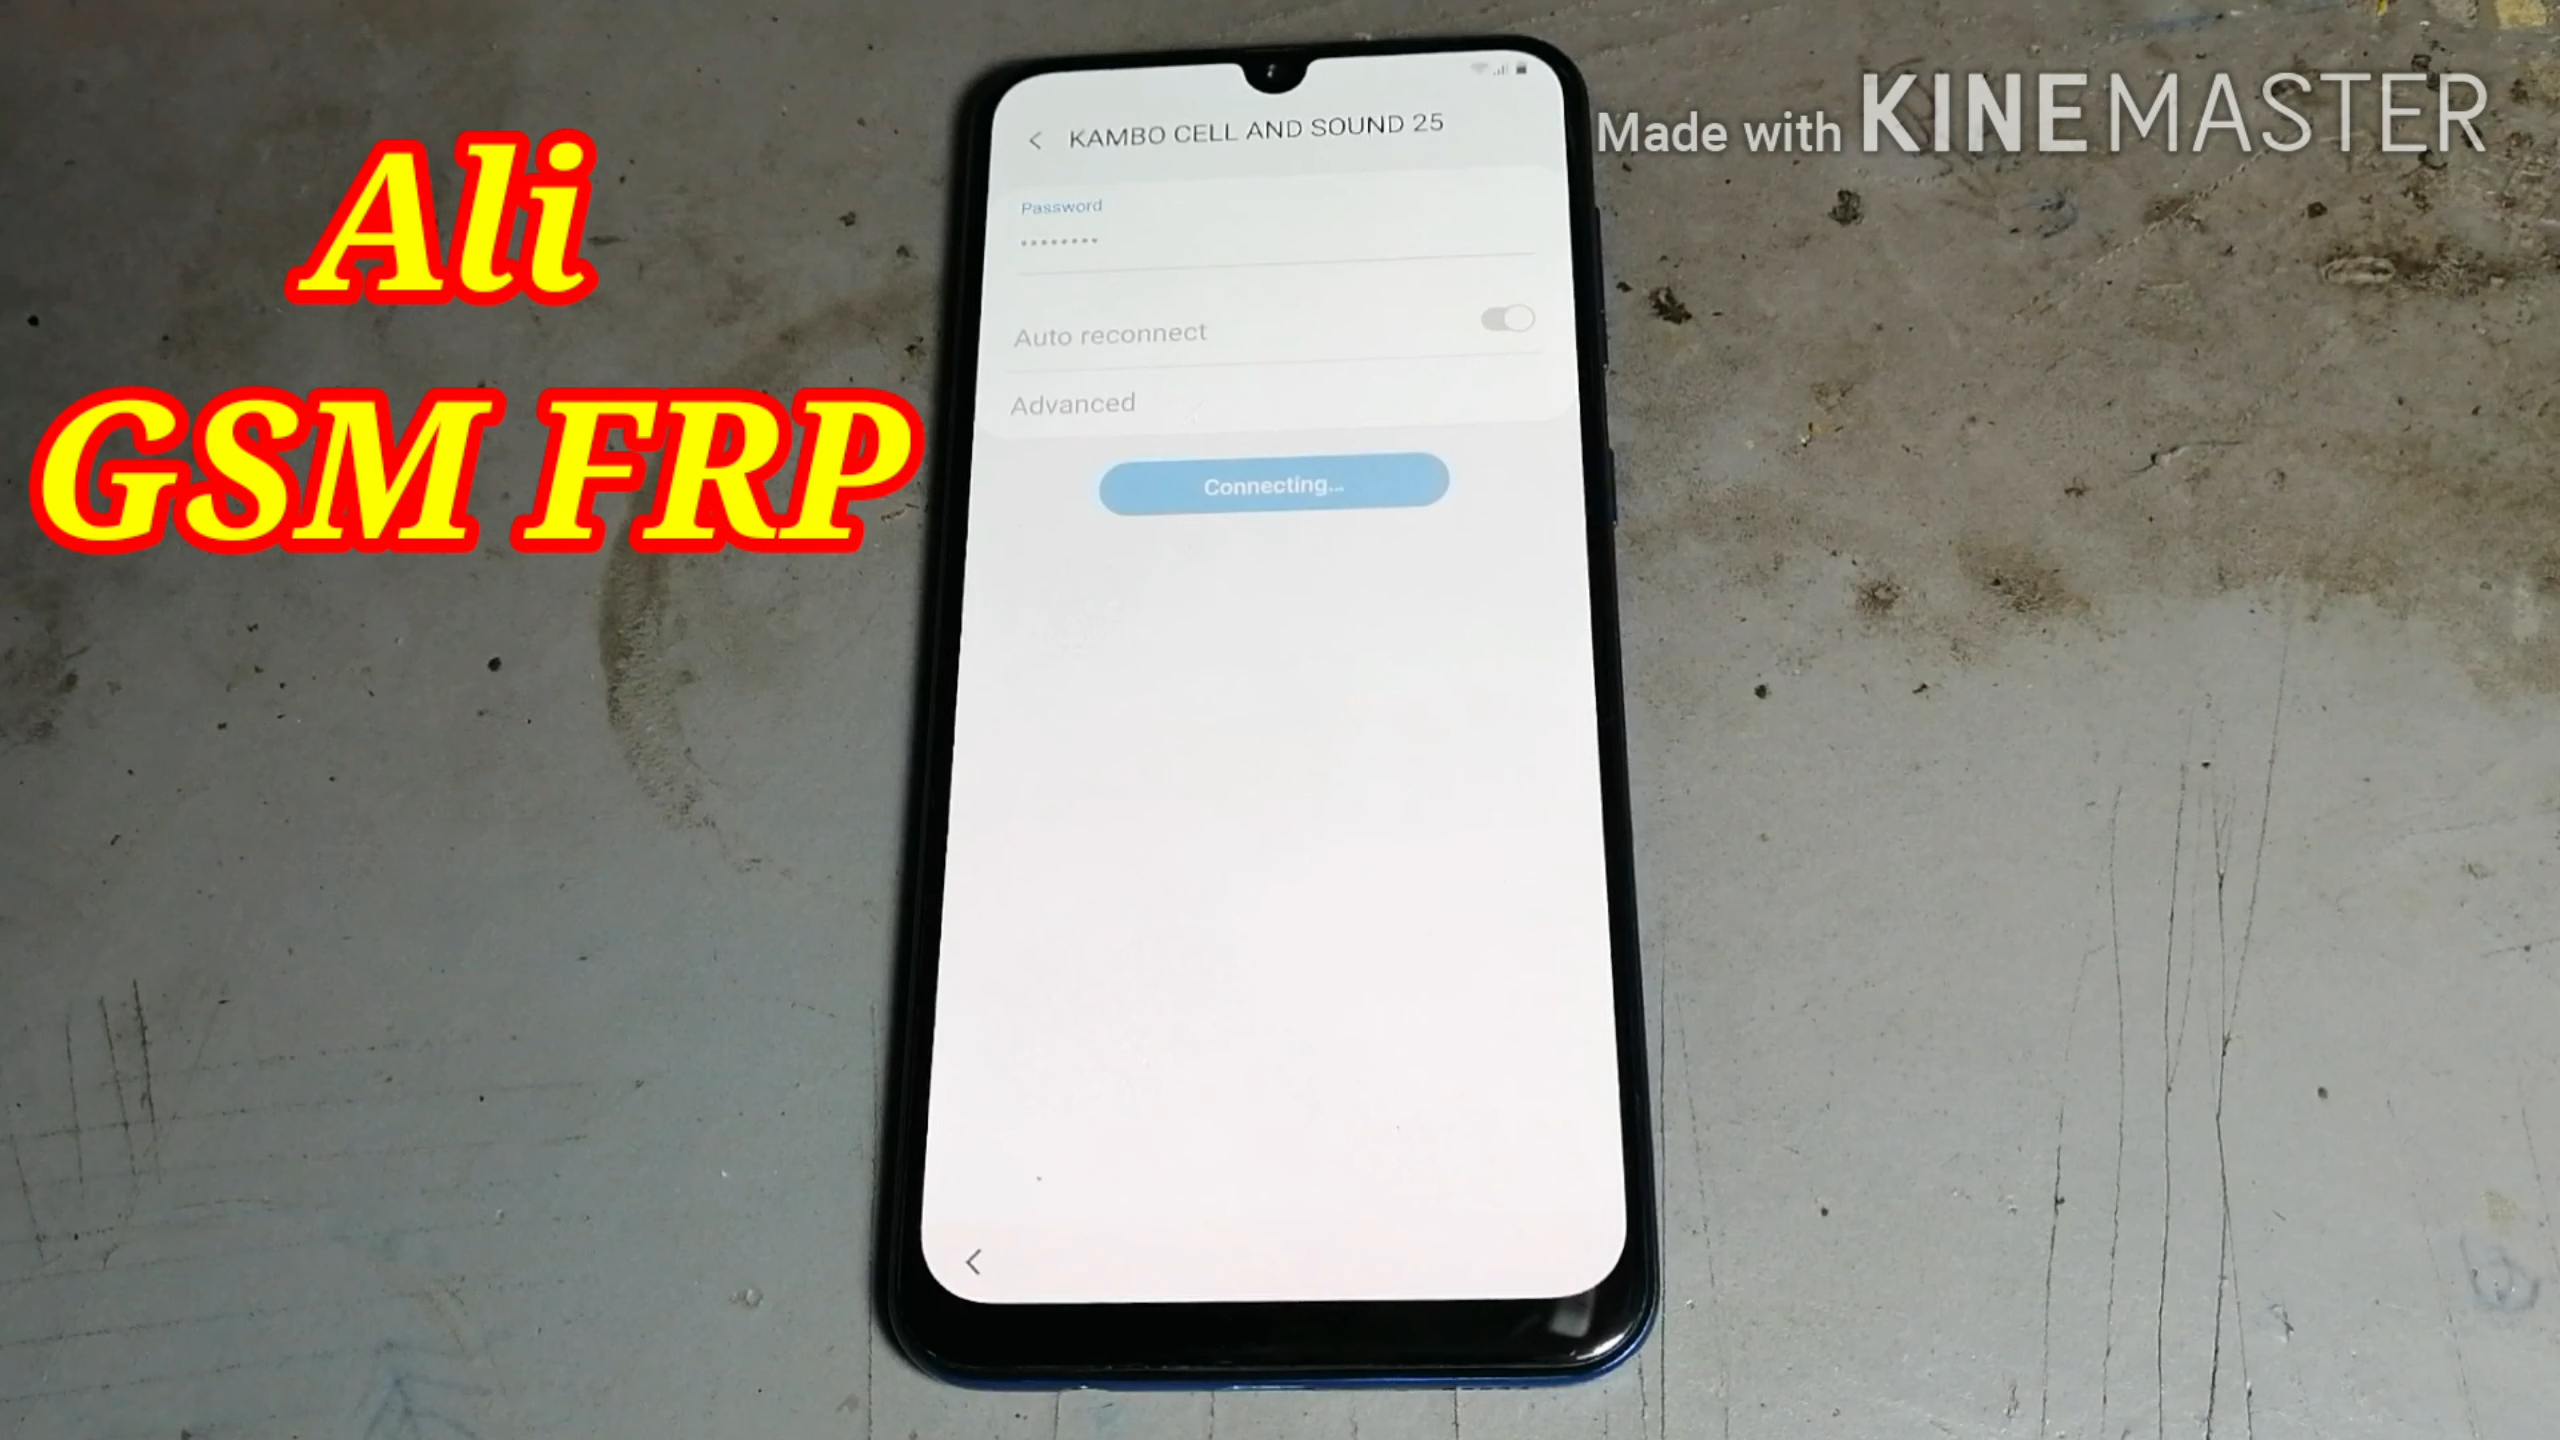 Ali
GSM FRP
Made with KINEMASTER
KAMBO CELL AND SOUND 25
Password
••••••••
Auto reconnect
Advanced
Connecting...